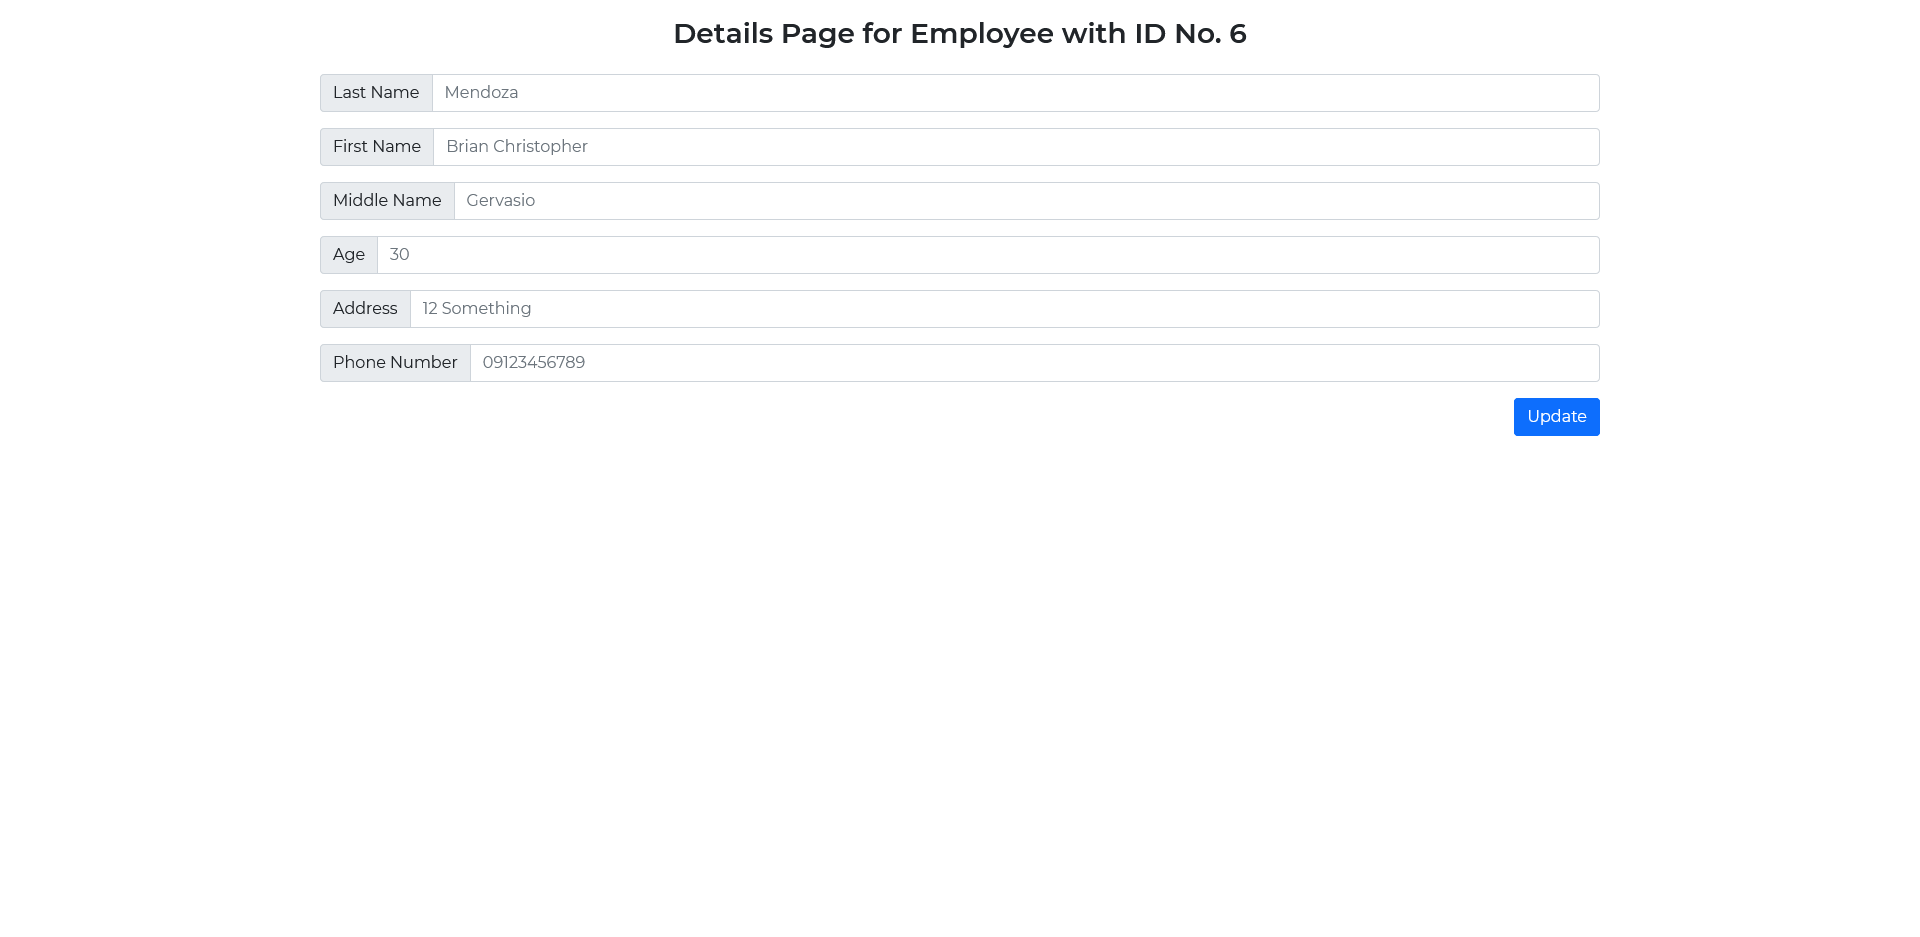 Details Page for Employee with ID No. 6
Last Name Mendoza
First Name Brian Christopher
Middle Name Gervasio
Age 30
Address 12 Something
Phone Number 09123456789
Update